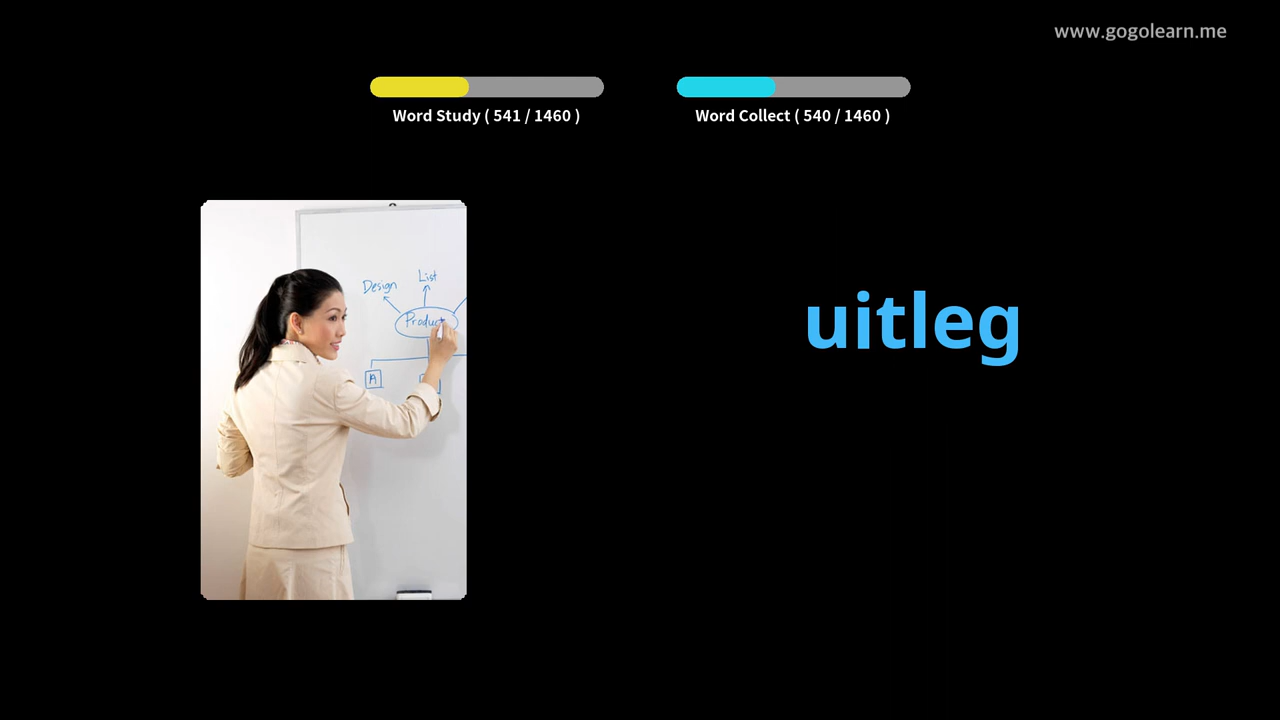 www.gogolearn.me
Word Study ( 541 / 1460 )
Word Collect ( 540 / 1460 )
List
Design
Product
A
uitleg